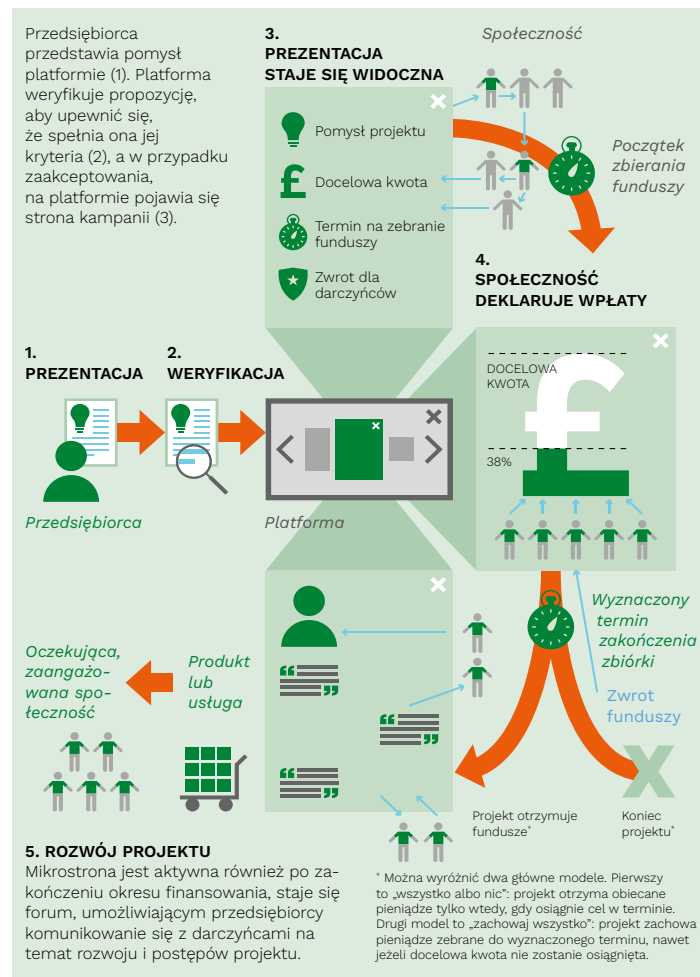 Przedsiębiorca
przedstawia pomysł
platformie (1). Platforma
weryfikuje propozycję,
aby upewnić się,
że spełnia ona jej
kryteria (2), a w przypadku
zaakceptowania,
na platformie pojawia się
strona kampanii (3).
3.
PREZENTACJA
STAJE SIĘ WIDOCZNA
Społeczność
Pomysł projektu
Docelowa kwota
Termin na zebranie
funduszy
Zwrot dla
darczyńców
Początek
zbierania
funduszy
4.
SPOŁECZNOŚĆ
DEKLARUJE WPŁATY
DOCELOWA
KWOTA
£
38%
1.
PREZENTACJA
2.
WERYFIKACJA
Przedsiębiorca
Platforma
Wyznaczony
termin
zakończenia
zbiórki
Zwrot
funduszy
Oczekująca,
zaangażo-
wana spo-
łeczność
Produkt
lub
usługa
Projekt otrzymuje
fundusze*
X
Koniec
projektu*
5. ROZWÓJ PROJEKTU
Mikrostrona jest aktywna również po za-
kończeniu okresu finansowania, staje się
forum, umożliwiającym przedsiębiorcy
komunikowanie się z darczyńcami na
temat rozwoju i postępów projektu.
* Można wyróżnić dwa główne modele. Pierwszy
to „wszystko albo nic”: projekt otrzyma obiecane
pieniądze tylko wtedy, gdy osiągnie cel w terminie.
Drugi model to „zachowaj wszystko”: projekt zachowa
pieniądze zebrane do wyznaczonego terminu, nawet
jeżeli docelowa kwota nie zostanie osiągnięta.